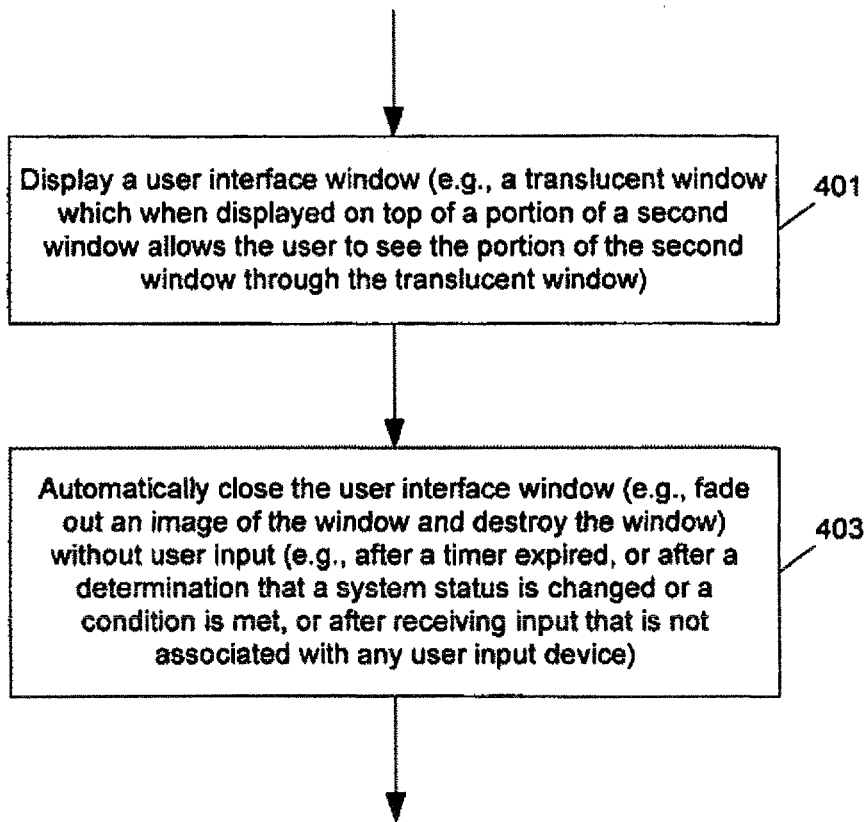 Display a user interface window (e.g., a translucent window
which when displayed on top of a portion of a second
window allows the user to see the portion of the second
window through the translucent window)
401
Automatically close the user interface window (e.g., fade
out an image of the window and destroy the window)
without user input (e.g., after a timer expired, or after a
determination that a system status is changed or a
condition is met, or after receiving input that is not
associated with any user input device)
403